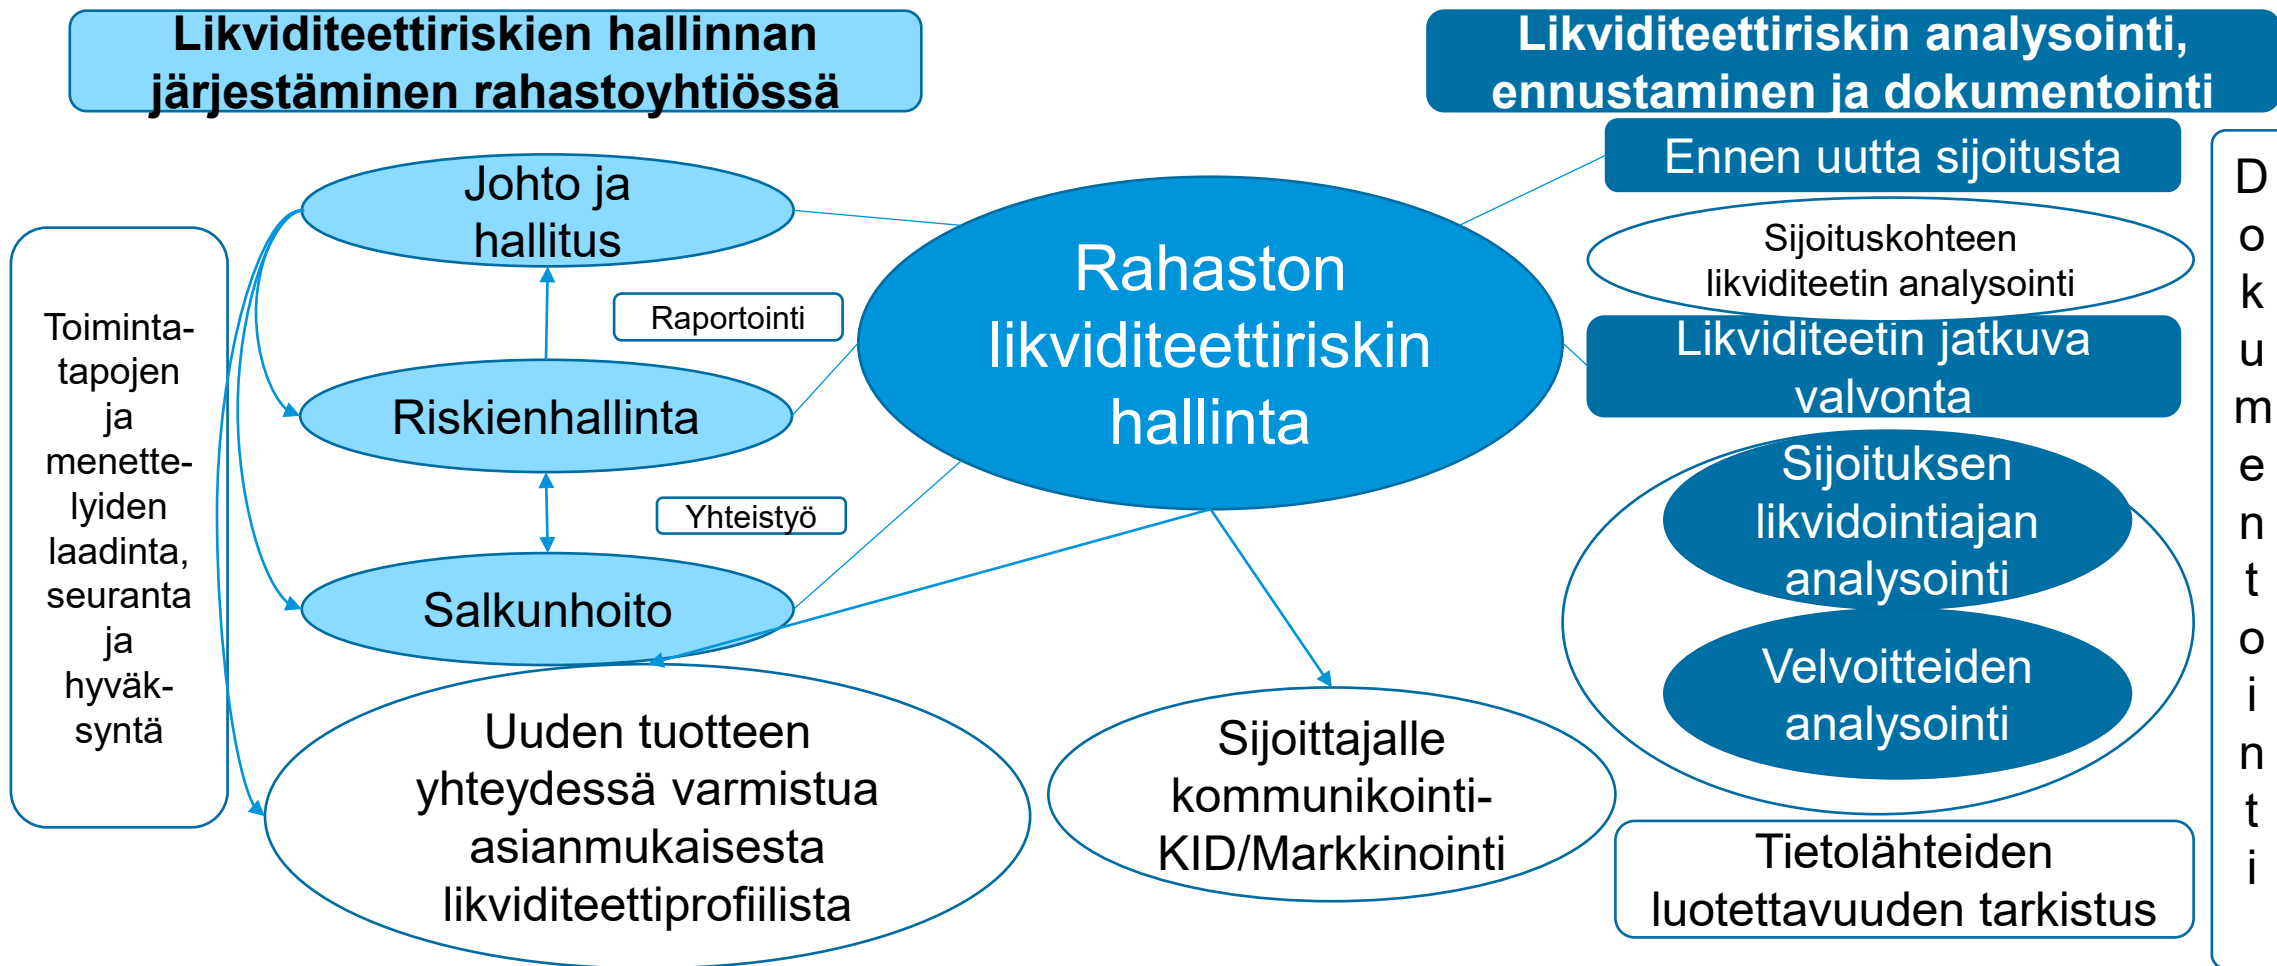 Likviditeettiriskien hallinnan
järjestäminen rahastoyhtiössä
Likviditeettiriskin analysointi,
ennustaminen ja dokumentointi
Toiminta-
tapojen
ja
menette-
lyiden
laadinta,
seuranta
ja
hyväk-
syntä
Johto ja
hallitus
Raportointi
Riskienhallinta
Yhteistyö
Salkunhoito
Uuden tuotteen
yhteydessä varmistua
asianmukaisesta
likviditeettiprofiilista
Rahaston
likviditeettiriskin
hallinta
Sijoittajalle
kommunikointi-
KID/Markkinointi
Ennen uutta sijoitusta
Sijoituskohteen
likviditeetin analysointi
Likviditeetin jatkuva
valvonta
Sijoituksen
likvidointiajan
analysointi
Velvoitteiden
analysointi
Tietolähteiden
luotettavuuden tarkistus
D
o
k
u
m
e
n
t
o
i
n
t
i